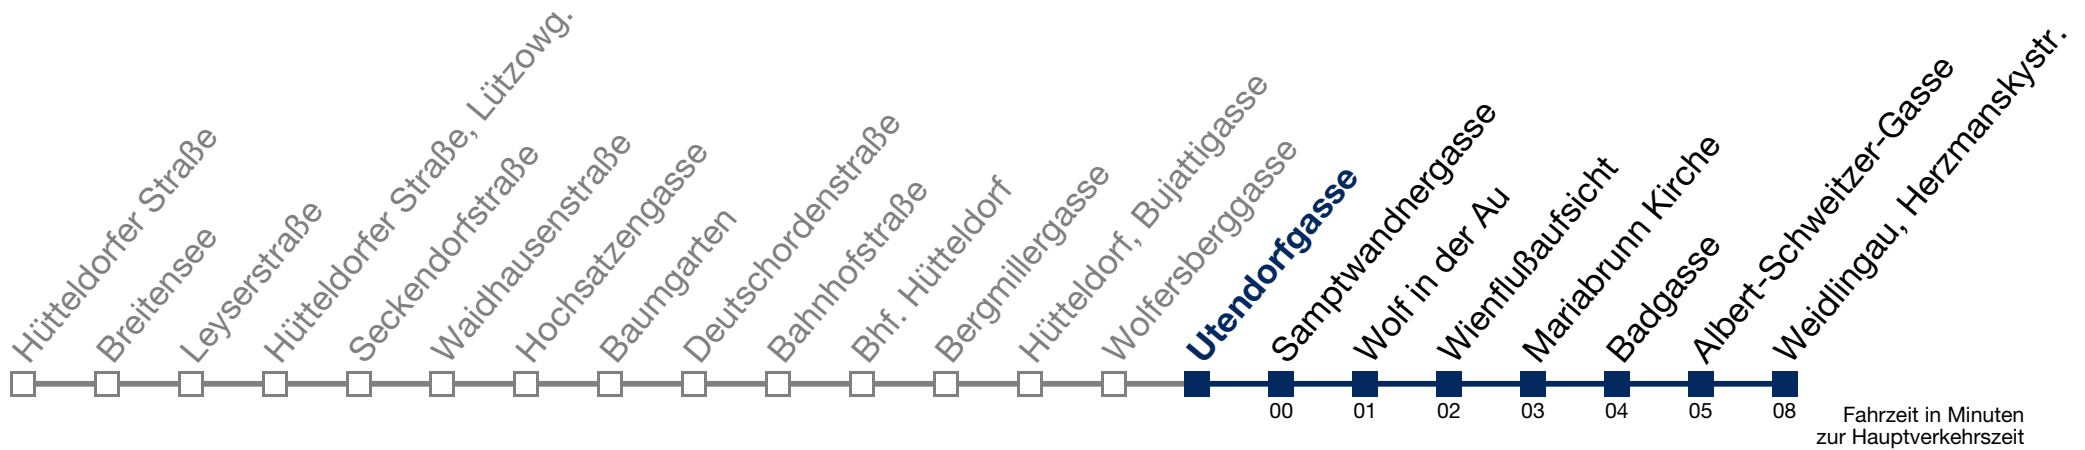 Hütteldorfer Straße
Breitensee
Leyserstraße
Hütteldorfer Straße, Lützowg.
Seckendorfstraße
Waidhausenstraße
Hochsatzengasse
Baumgarten
Deutschordenstraße
Bahnhofstraße
Bhf. Hütteldorf
Bergmillergasse
Hütteldorf, Bujattigasse
Wolfersberggasse
Utendorfgasse
Samptwandnergasse
Wolf in der Au
Wienflußaufsicht
Mariabrunn Kirche
Badgasse
Albert-Schweitzer-Gasse
Weidlingau, Herzmanskystr.
00 01 02 03 04 05 08
Fahrzeit in Minuten
zur Hauptverkehrszeit